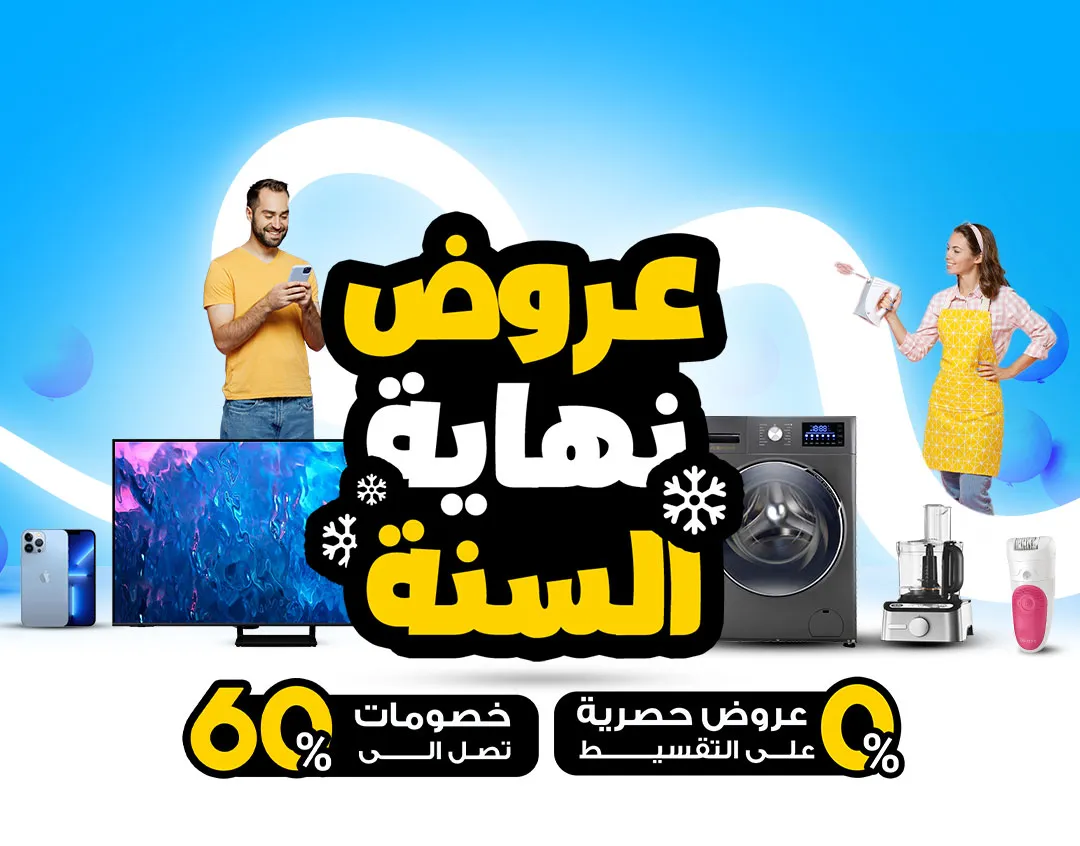 عروض
نهاية
السنة
0%
عروض حصرية
على التقسيط
خصومات
تصل الى
60%